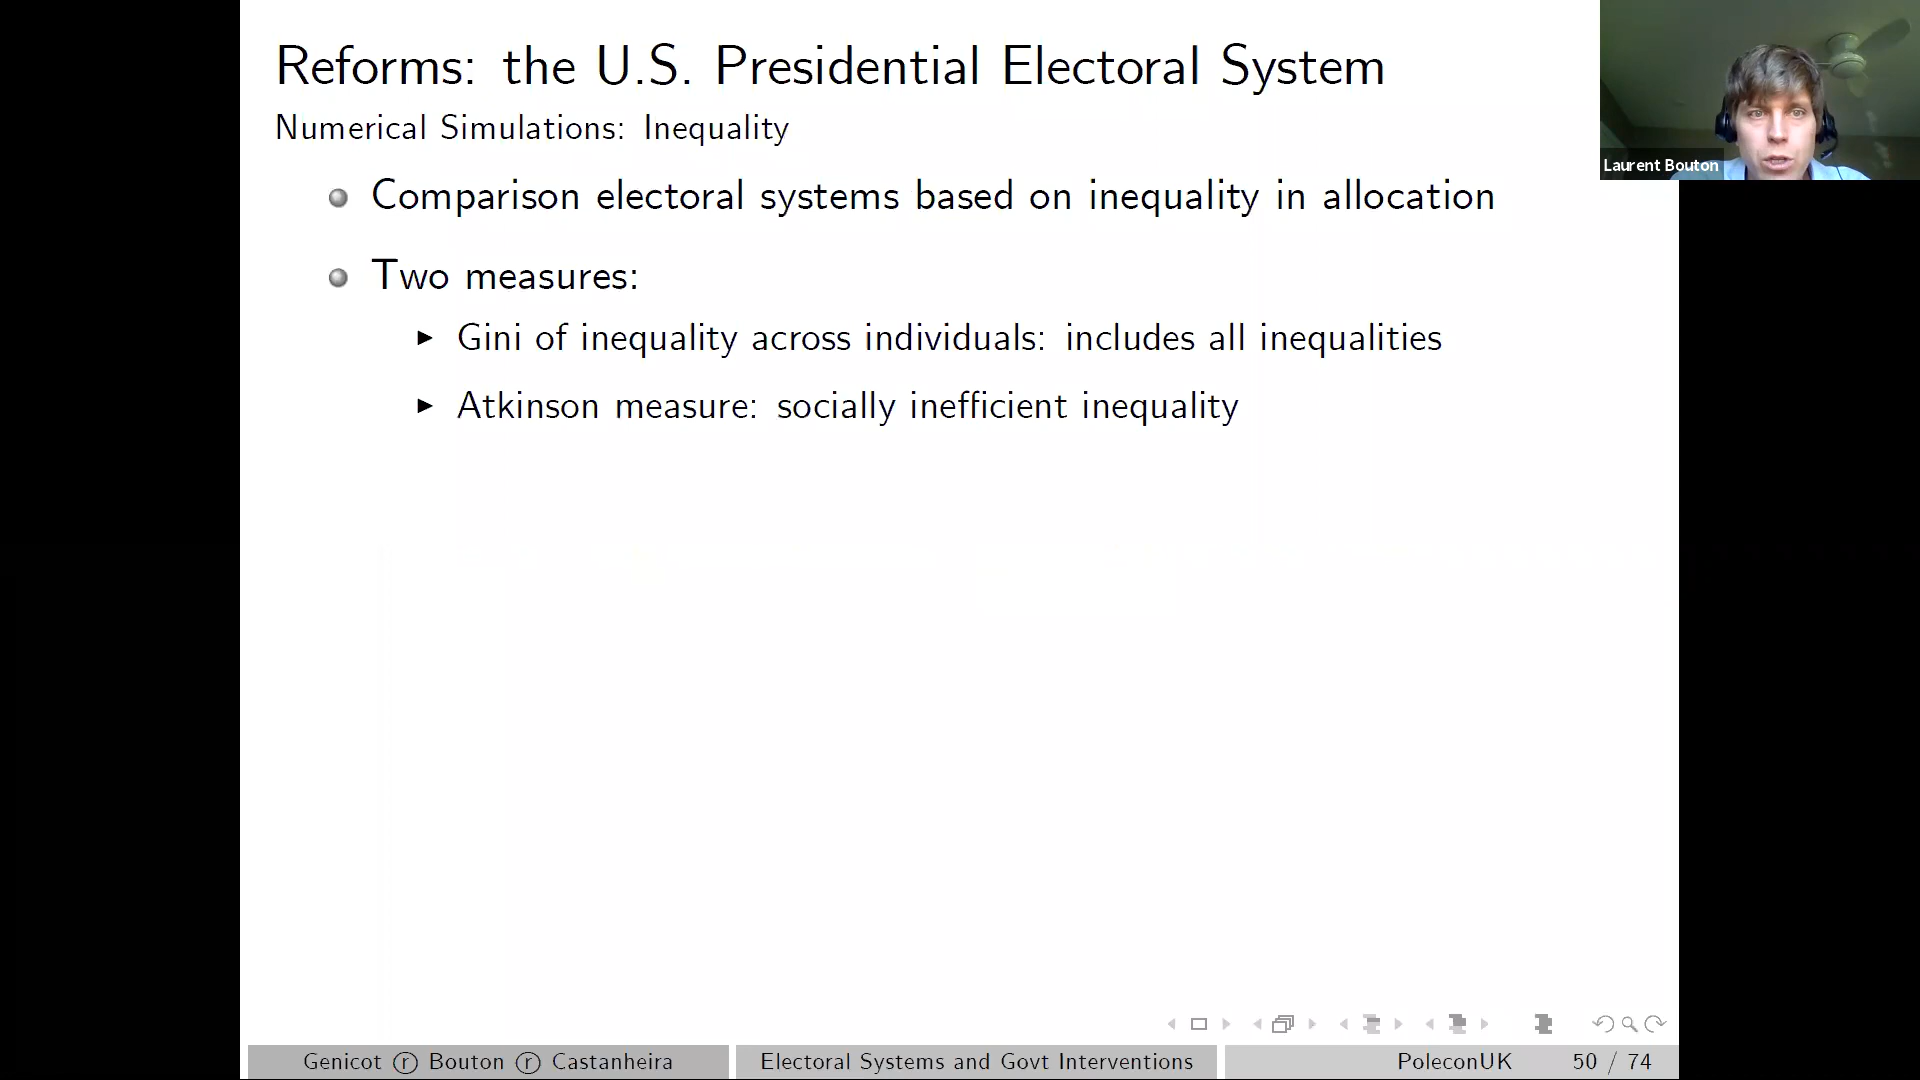 Reforms: the U.S. Presidential Electoral System
Numerical Simulations: Inequality
Comparison electoral systems based on inequality in allocation
Two measures:
Gini of inequality across individuals: includes all inequalities
Atkinson measure: socially inefficient inequality
Laurent Bouton
Genicot ⓡ Bouton ⓡ Castanheira
Electoral Systems and Govt Interventions
PoleconUK 50 / 74